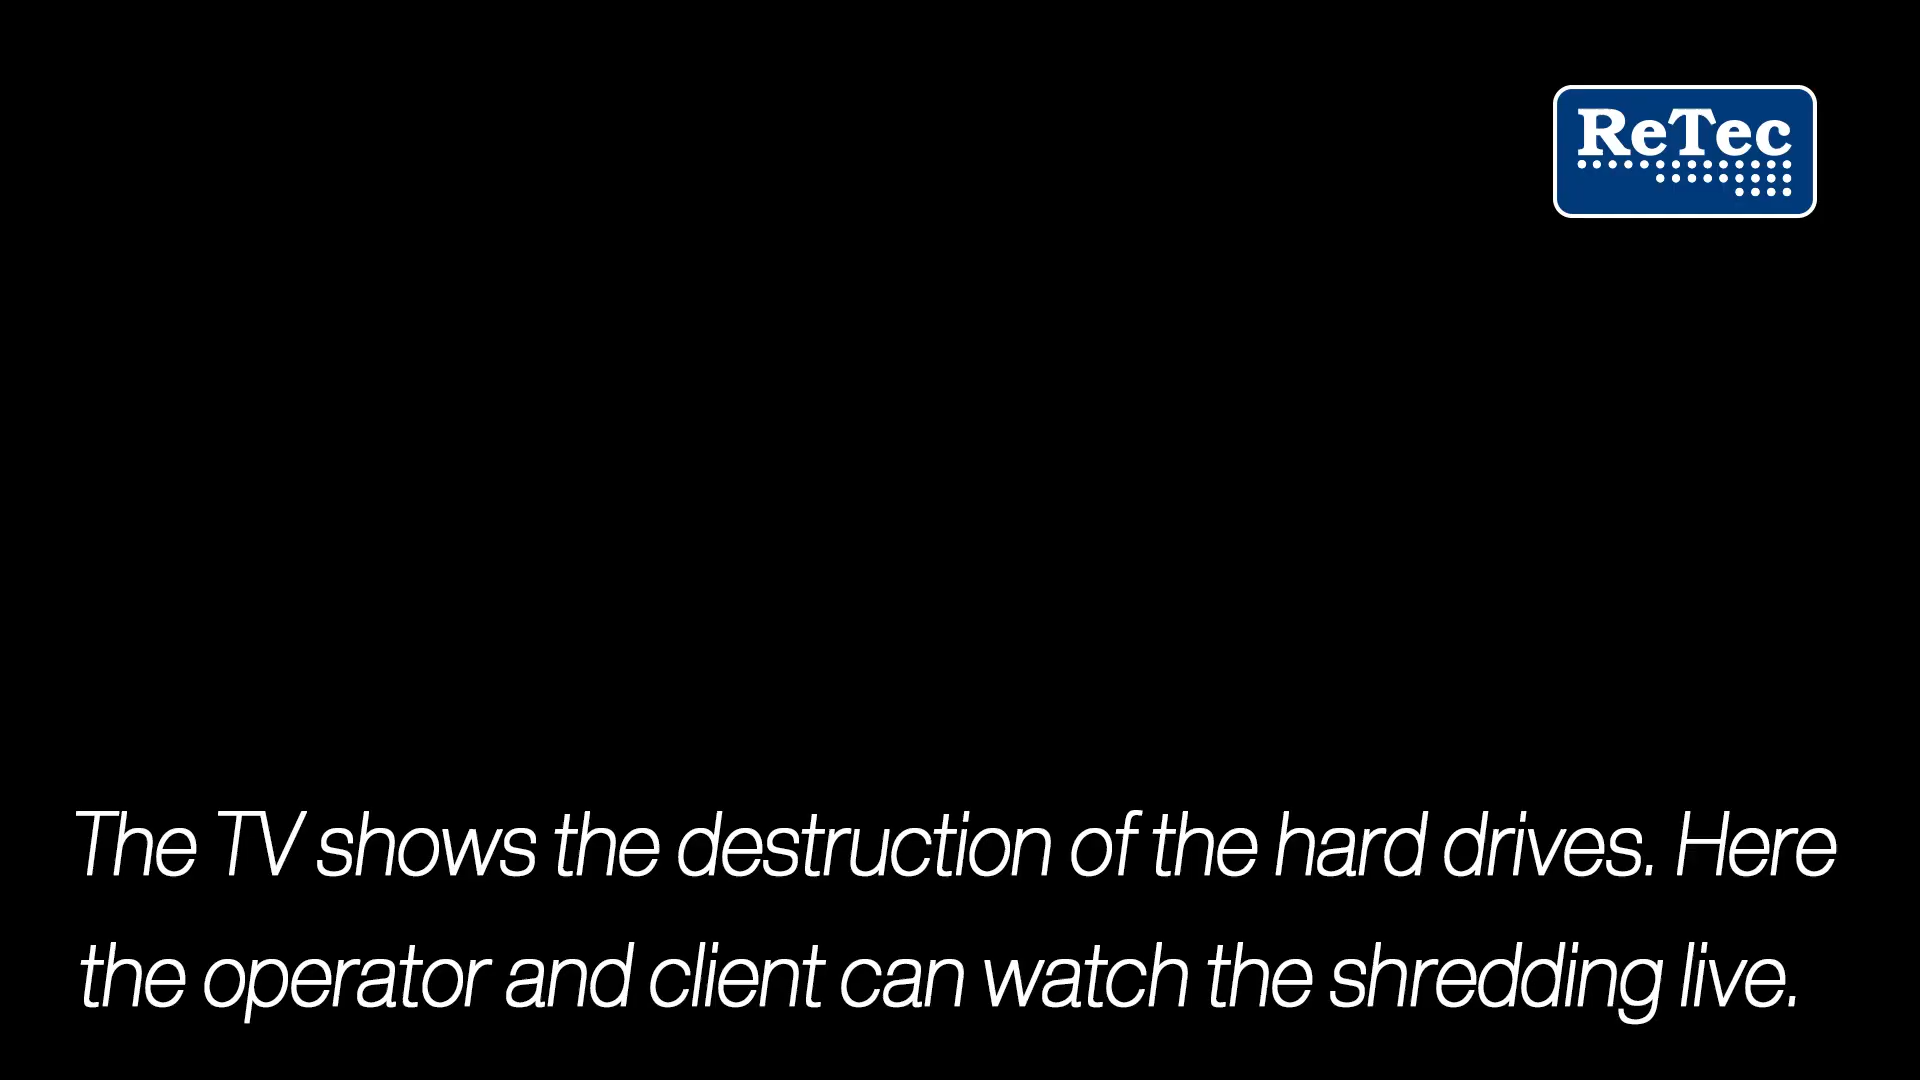 ReTec
The TV shows the destruction of the hard drives. Here
the operator and client can watch the shredding live.